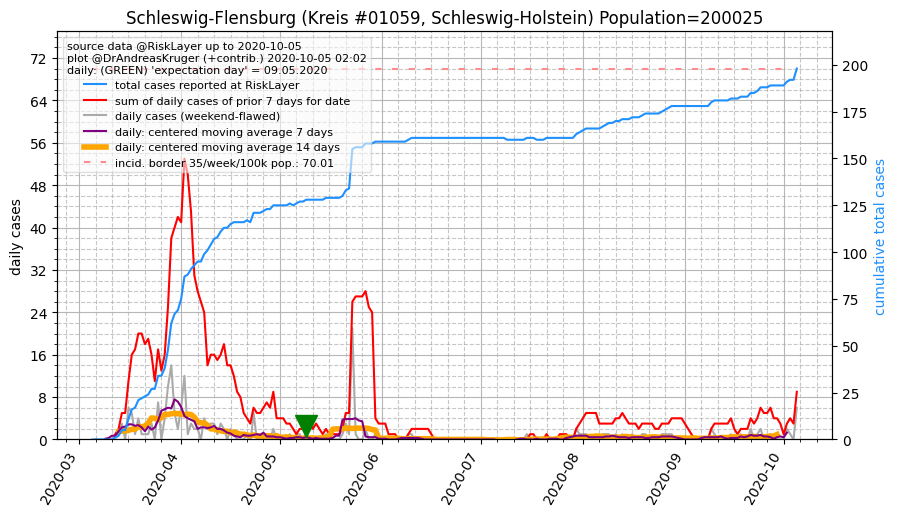 Schleswig-Flensburg (Kreis #01059, Schleswig-Holstein) Population=200025
source data @RiskLayer up to 2020-10-05
plot @DrAndreasKruger (+contrib.) 2020-10-05 02:02
daily: (GREEN) 'expectation day' = 09.05.2020
total cases reported at RiskLayer
sum of daily cases of prior 7 days for date
daily cases (weekend-flawed)
daily: centered moving average 7 days
daily: centered moving average 14 days
incid. border 35/week/100k pop.: 70.01
daily cases
72
64
56
48
40
32
24
16
8
0
cumulative total cases
200
175
150
125
100
75
50
25
0
2020-03
2020-04
2020-05
2020-06
2020-07
2020-08
2020-09
2020-10